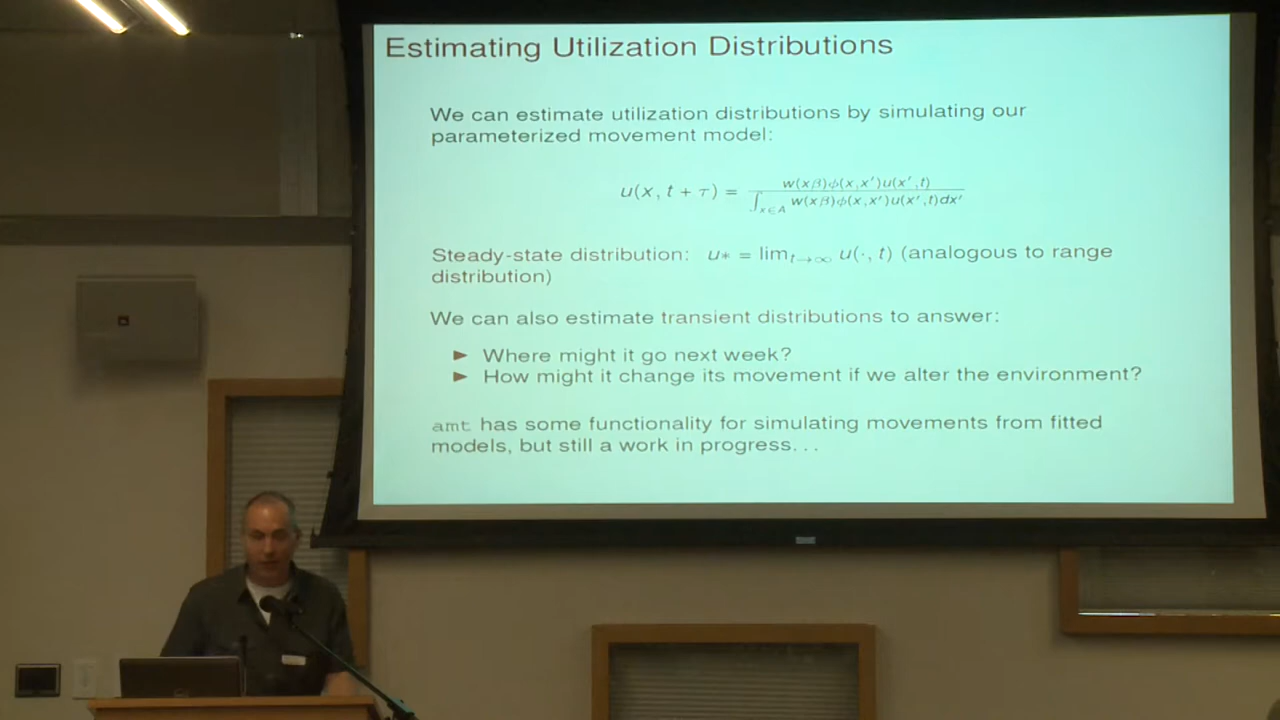 Estimating Utilization Distributions
We can estimate utilization distributions by simulating our
parameterized movement model:
u(x, t + τ) = w(xβ)ϕ(x,x′)u(x′,t) / ∫x∈A w(xβ)ϕ(x,x′)u(x′,t)dx′
Steady-state distribution: u* = lim t→∞ u(·, t) (analogous to range
distribution)
We can also estimate transient distributions to answer:
► Where might it go next week?
► How might it change its movement if we alter the environment?
amt has some functionality for simulating movements from fitted
models, but still a work in progress...